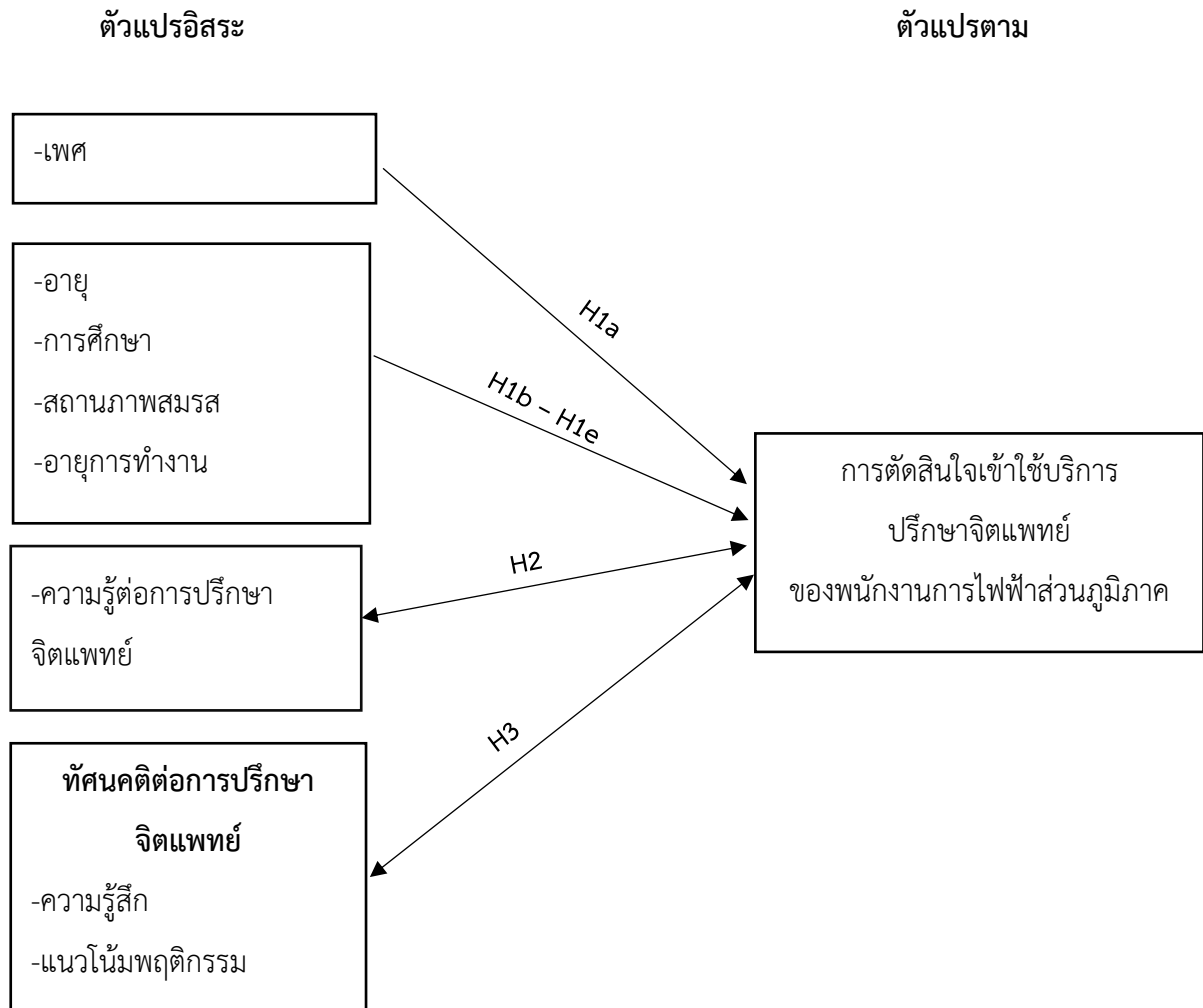 ตัวแปรอิสระ
ตัวแปรตาม
-เพศ
-อายุ
-การศึกษา
-สถานภาพสมรส
-อายุการทำงาน
-ความรู้ต่อการปรึกษา
จิตแพทย์
ทัศนคติต่อการปรึกษา
จิตแพทย์
-ความรู้สึก
-แนวโน้มพฤติกรรม
H1a
H1b – H1e
H2
H3
การตัดสินใจเข้าใช้บริการ
ปรึกษาจิตแพทย์
ของพนักงานการไฟฟ้าส่วนภูมิภาค